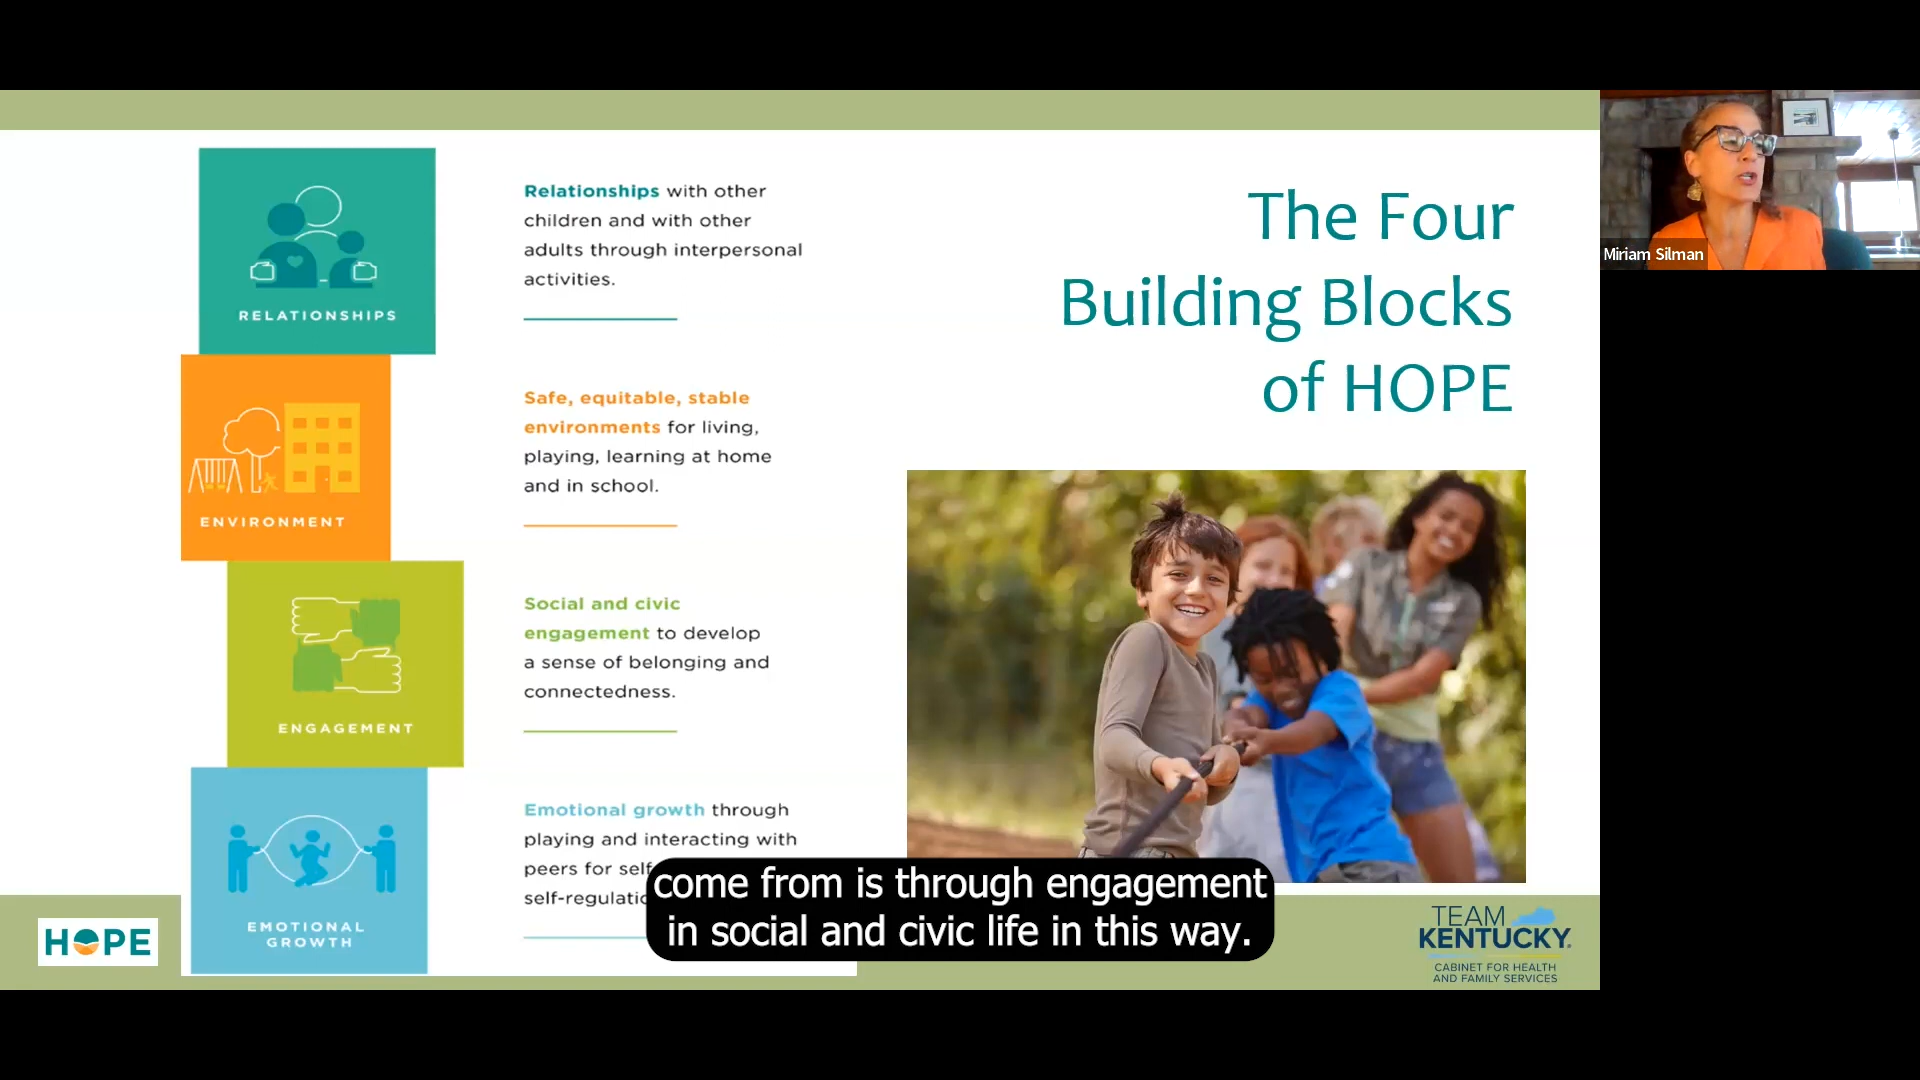 The Four
Building Blocks
of HOPE
RELATIONSHIPS
Relationships with other
children and with other
adults through interpersonal
activities.
ENVIRONMENT
Safe, equitable, stable
environments for living,
playing, learning at home
and in school.
ENGAGEMENT
Social and civic
engagement to develop
a sense of belonging and
connectedness.
EMOTIONAL
GROWTH
Emotional growth through
playing and interacting with
peers for self
come from is through engagement
in social and civic life in this way.
HOPE
TEAM
KENTUCKY
CABINET FOR HEALTH
AND FAMILY SERVICES
Miriam Silman